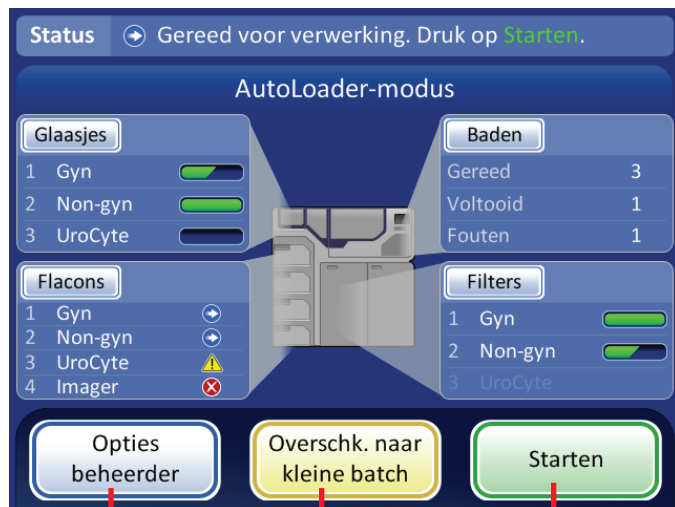 Status Gereed voor verwerking. Druk op Starten.
AutoLoader-modus
Glaasjes
1 Gyn
2 Non-gyn
3 UroCyte
Baden
Gereed 3
Voltooid 1
Fouten 1
Flacons
1 Gyn
2 Non-gyn
3 UroCyte
4 Imager
Filters
1 Gyn
2 Non-gyn
3 UroCyte
Opties
beheerder
Overschk. naar
kleine batch
Starten